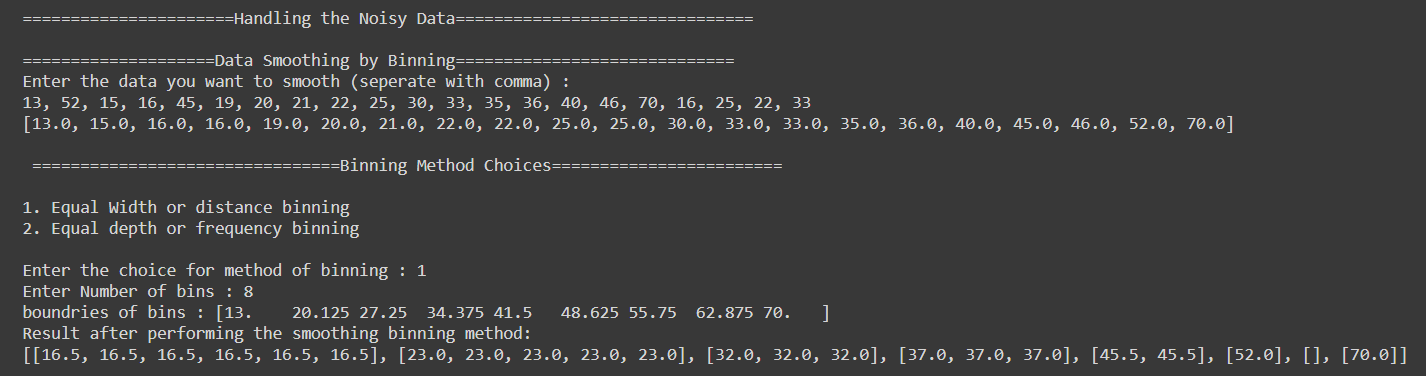 ======================Handling the Noisy Data===============================
====================Data Smoothing by Binning=============================
Enter the data you want to smooth (seperate with comma) :
13, 52, 15, 16, 45, 19, 20, 21, 22, 25, 30, 33, 35, 36, 40, 46, 70, 16, 25, 22, 33
[13.0, 15.0, 16.0, 16.0, 19.0, 20.0, 21.0, 22.0, 22.0, 25.0, 25.0, 30.0, 33.0, 33.0, 35.0, 36.0, 40.0, 45.0, 46.0, 52.0, 70.0]
================================Binning Method Choices========================
1. Equal Width or distance binning
2. Equal depth or frequency binning
Enter the choice for method of binning : 1
Enter Number of bins : 8
boundries of bins : [13.    20.125 27.25  34.375 41.5   48.625 55.75  62.875 70.   ]
Result after performing the smoothing binning method:
[[16.5, 16.5, 16.5, 16.5, 16.5, 16.5], [23.0, 23.0, 23.0, 23.0, 23.0], [32.0, 32.0, 32.0], [37.0, 37.0, 37.0], [45.5, 45.5], [52.0], [], [70.0]]